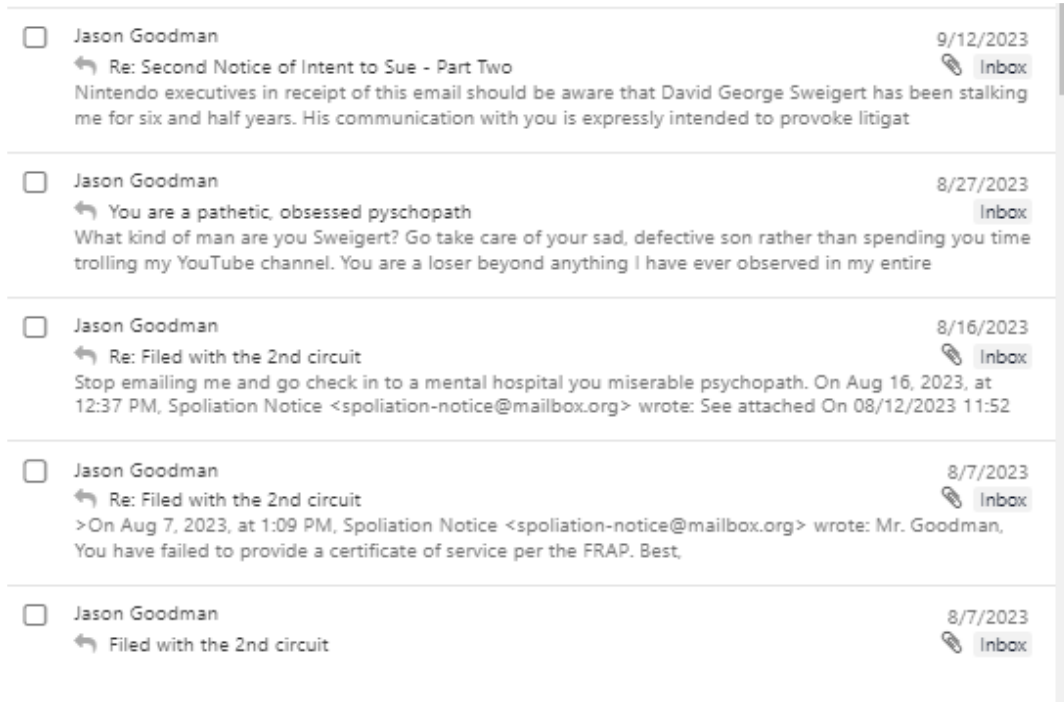 Jason Goodman
9/12/2023
Re: Second Notice of Intent to Sue - Part Two
Inbox
Nintendo executives in receipt of this email should be aware that David George Sweigert has been stalking
me for six and half years. His communication with you is expressly intended to provoke litigat
Jason Goodman
8/27/2023
You are a pathetic, obsessed pyschopath
Inbox
What kind of man are you Sweigert? Go take care of your sad, defective son rather than spending you time
trolling my YouTube channel. You are a loser beyond anything I have ever observed in my entire
Jason Goodman
8/16/2023
Re: Filed with the 2nd circuit
Inbox
Stop emailing me and go check in to a mental hospital you miserable psychopath. On Aug 16, 2023, at
12:37 PM, Spoliation Notice <spoliation-notice@mailbox.org> wrote: See attached On 08/12/2023 11:52
Jason Goodman
8/7/2023
Re: Filed with the 2nd circuit
Inbox
>On Aug 7, 2023, at 1:09 PM, Spoliation Notice <spoliation-notice@mailbox.org> wrote: Mr. Goodman,
You have failed to provide a certificate of service per the FRAP. Best,
Jason Goodman
8/7/2023
Filed with the 2nd circuit
Inbox